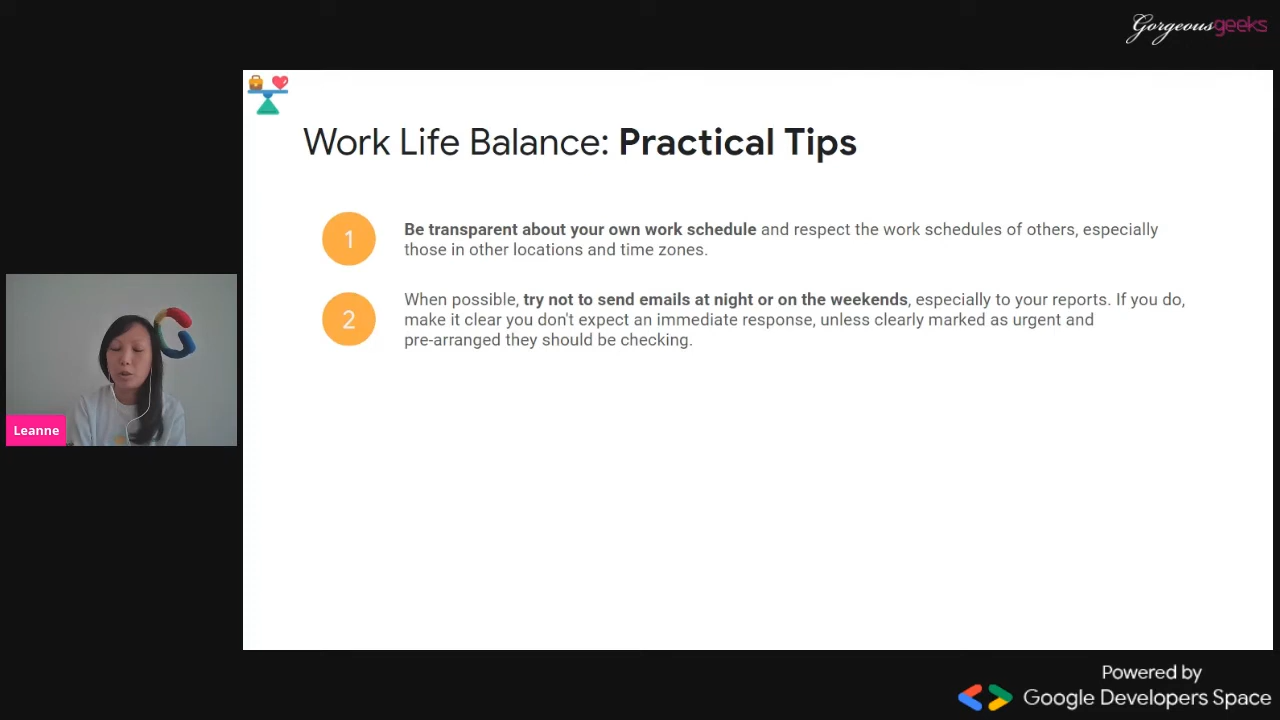 Gorgeousgeeks
Work Life Balance: Practical Tips
1
Be transparent about your own work schedule and respect the work schedules of others, especially
those in other locations and time zones.
2
When possible, try not to send emails at night or on the weekends, especially to your reports. If you do,
make it clear you don't expect an immediate response, unless clearly marked as urgent and
pre-arranged they should be checking.
Leanne
Powered by
Google Developers Space